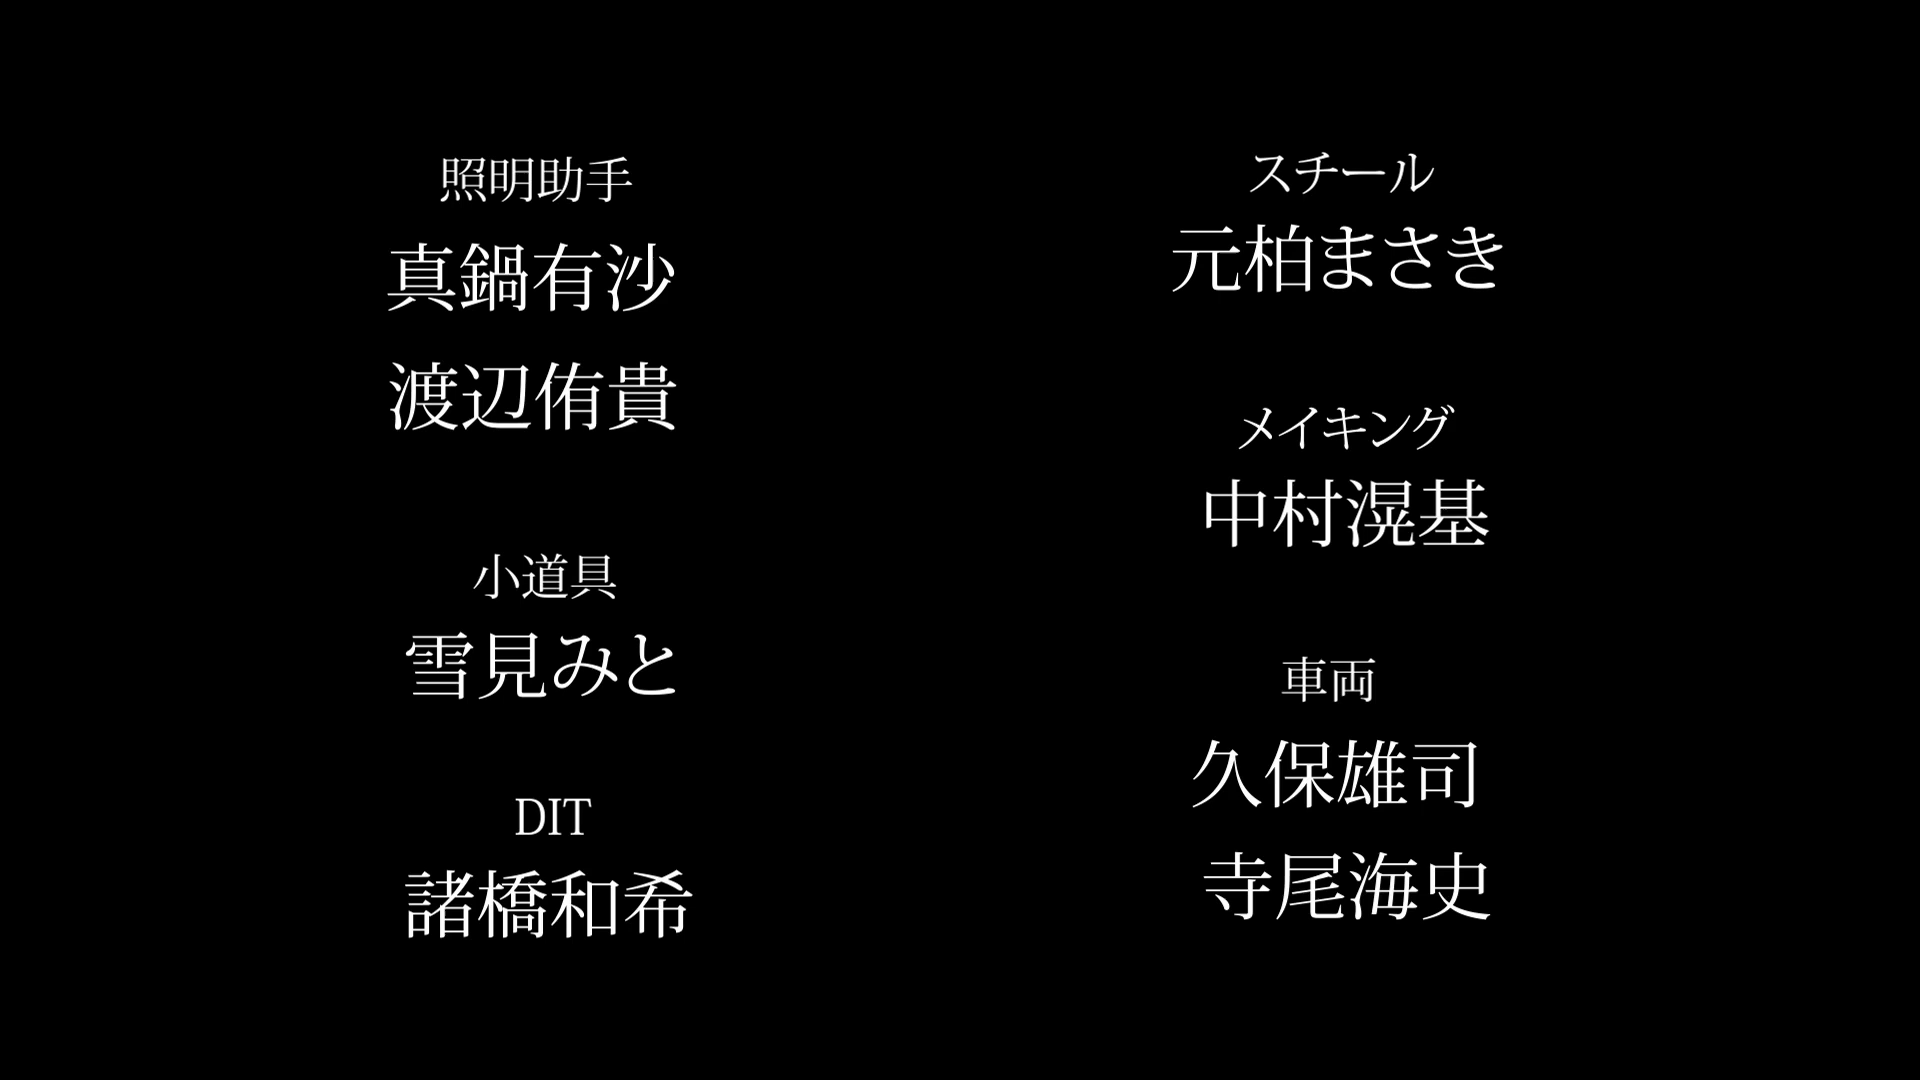 照明助手
真鍋有沙
渡辺侑貴
小道具
雪見みと
DIT
諸橋和希
スチール
元柏まさき
メイキング
中村滉基
車両
久保雄司
寺尾海史